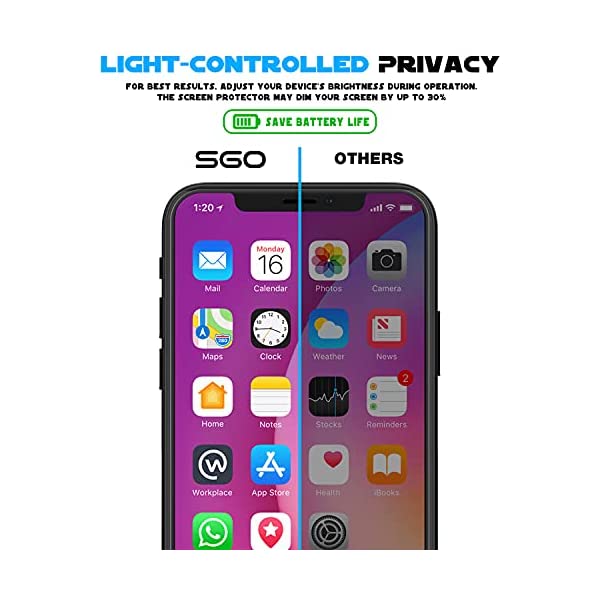 LIGHT-CONTROLLED PRIVACY
FOR BEST RESULTS, ADJUST YOUR DEVICE'S BRIGHTNESS DURING OPERATION.
THE SCREEN PROTECTOR MAY DIM YOUR SCREEN BY UP TO 30%
SAVE BATTERY LIFE
SGO OTHERS
1:20
Monday
16
Mail Calendar Photos Camera
280
Maps Clock Weather News
2
Home Notes Stocks Reminders
Workplace App Store Health iBooks